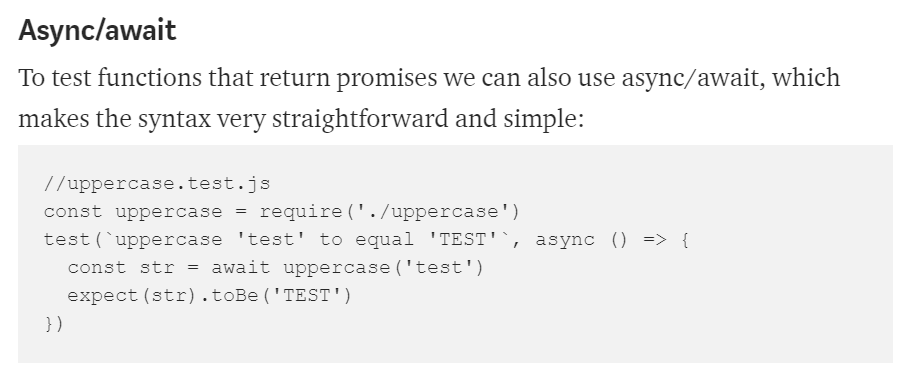 Async/await
To test functions that return promises we can also use async/await, which
makes the syntax very straightforward and simple:
//uppercase.test.js
const uppercase = require('./uppercase')
test(`uppercase 'test' to equal 'TEST'`, async () => {
  const str = await uppercase('test')
  expect(str).toBe('TEST')
})